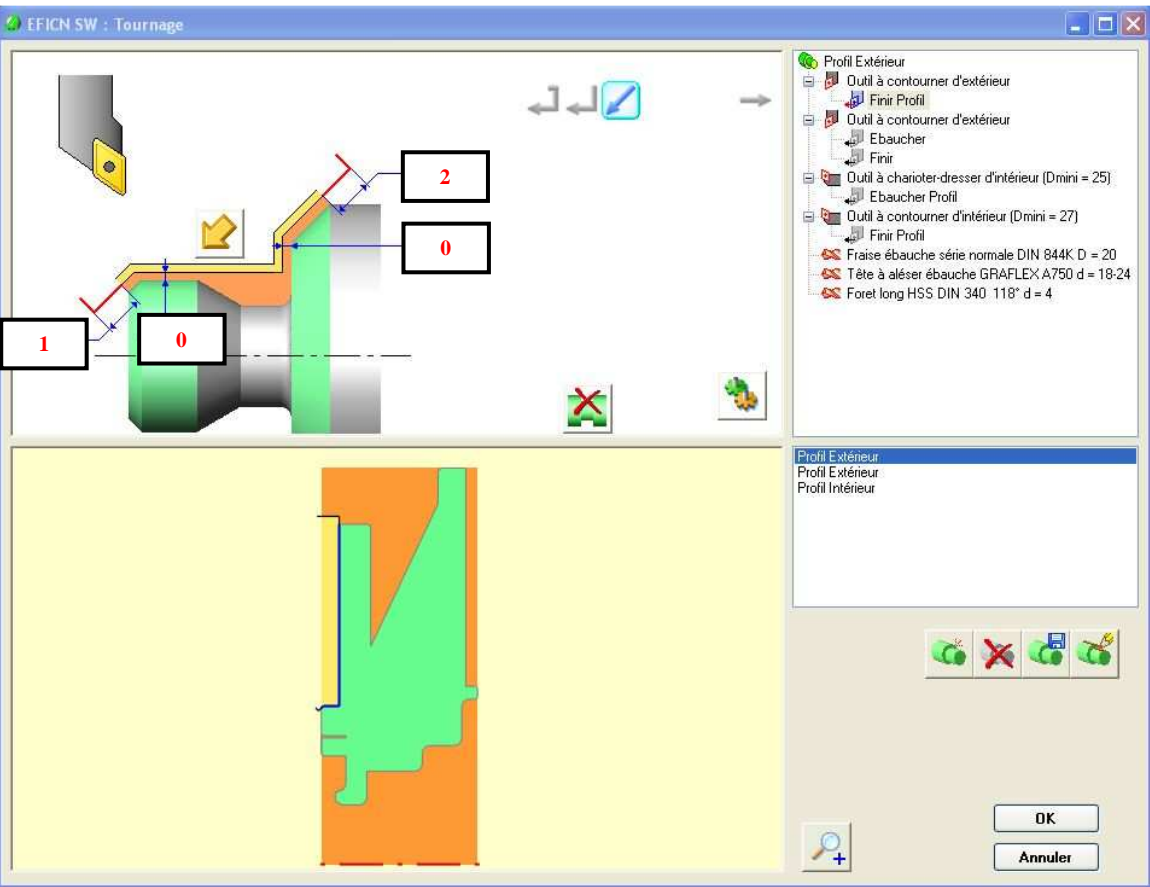 EFICN SW : Tournage
2
0
1
0
Profil Extérieur
Outil à contourner d'extérieur
Finir Profil
Outil à contourner d'extérieur
Ebaucher
Finir
Outil à charioter-dresser d'intérieur (Dmini = 25)
Ebaucher Profil
Outil à contourner d'intérieur (Dmini = 27)
Finir Profil
Fraise ébauche série normale DIN 844K D = 20
Tête à aléser ébauche GRAFLEX A750 d = 18-24
Foret long HSS DIN 340 118° d = 4
Profil Extérieur
Profil Extérieur
Profil Intérieur
OK
Annuler